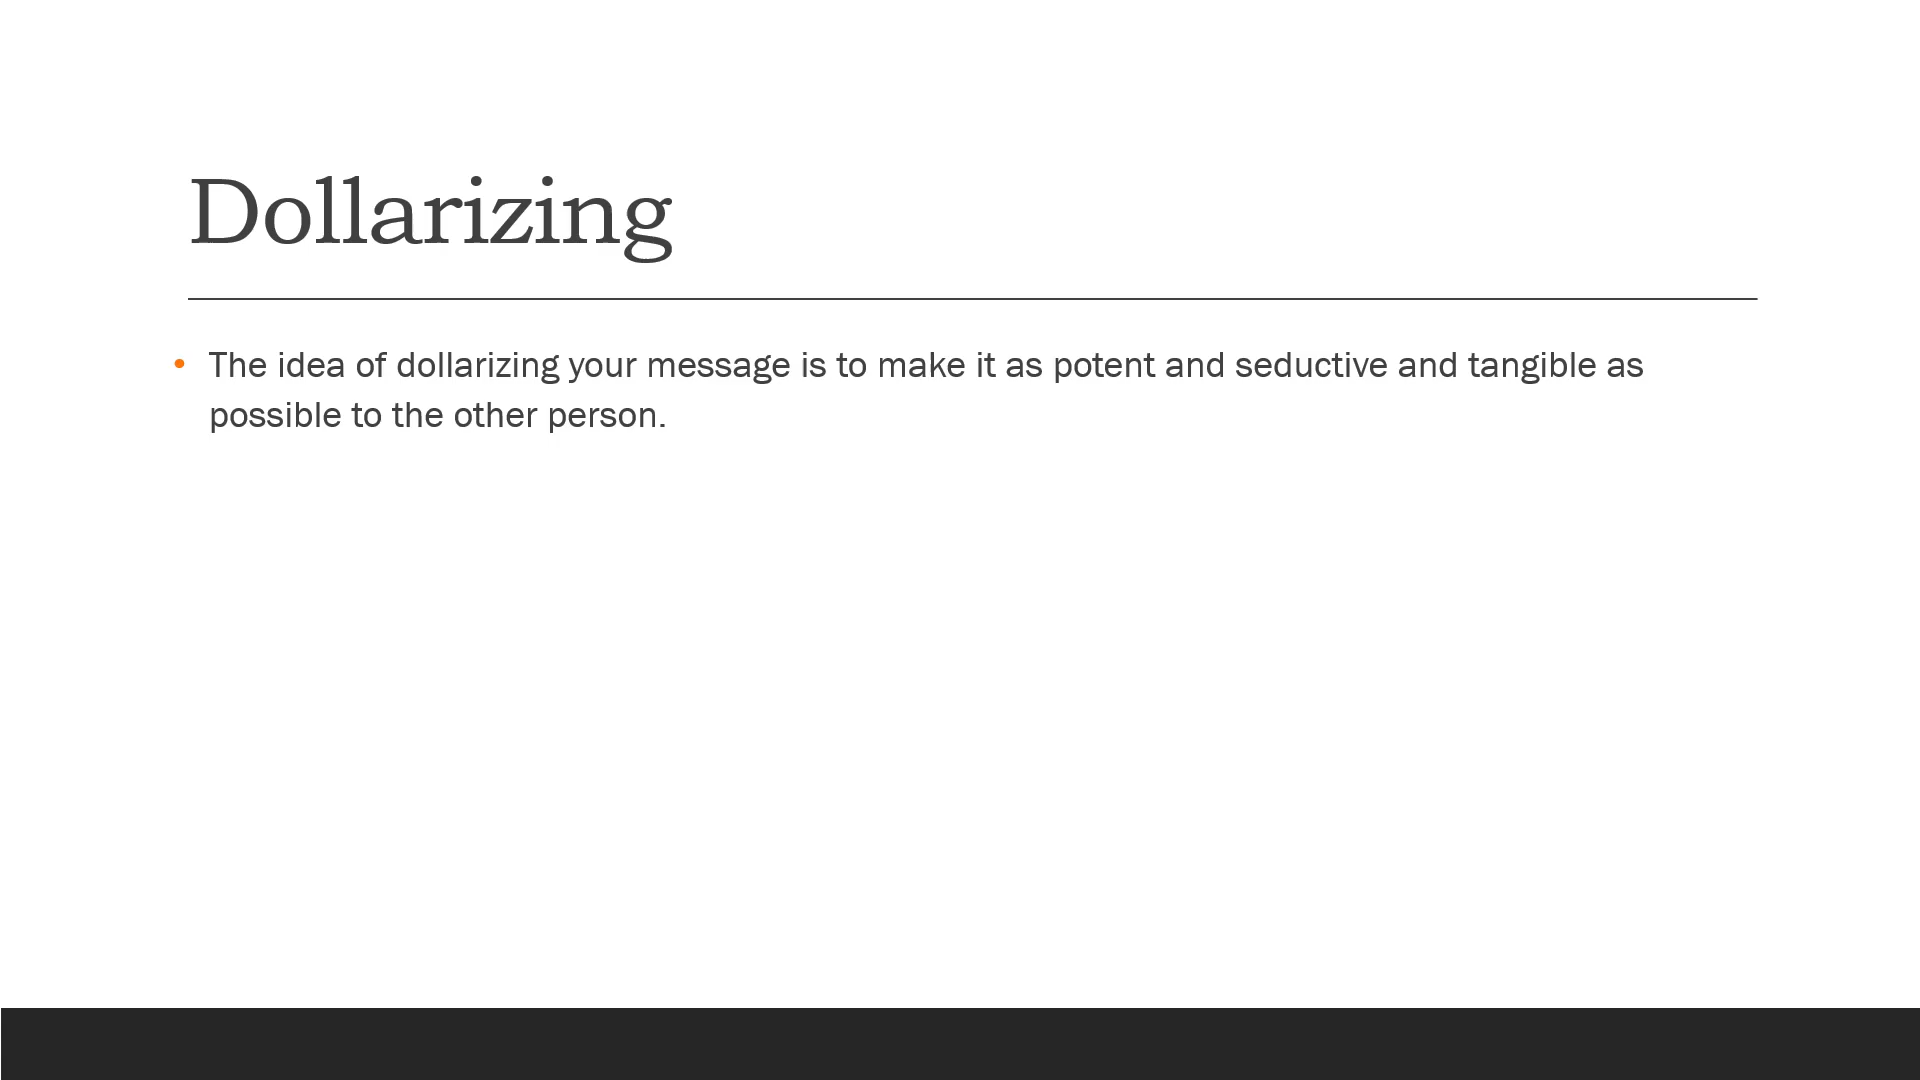 Dollarizing
• The idea of dollarizing your message is to make it as potent and seductive and tangible as
possible to the other person.